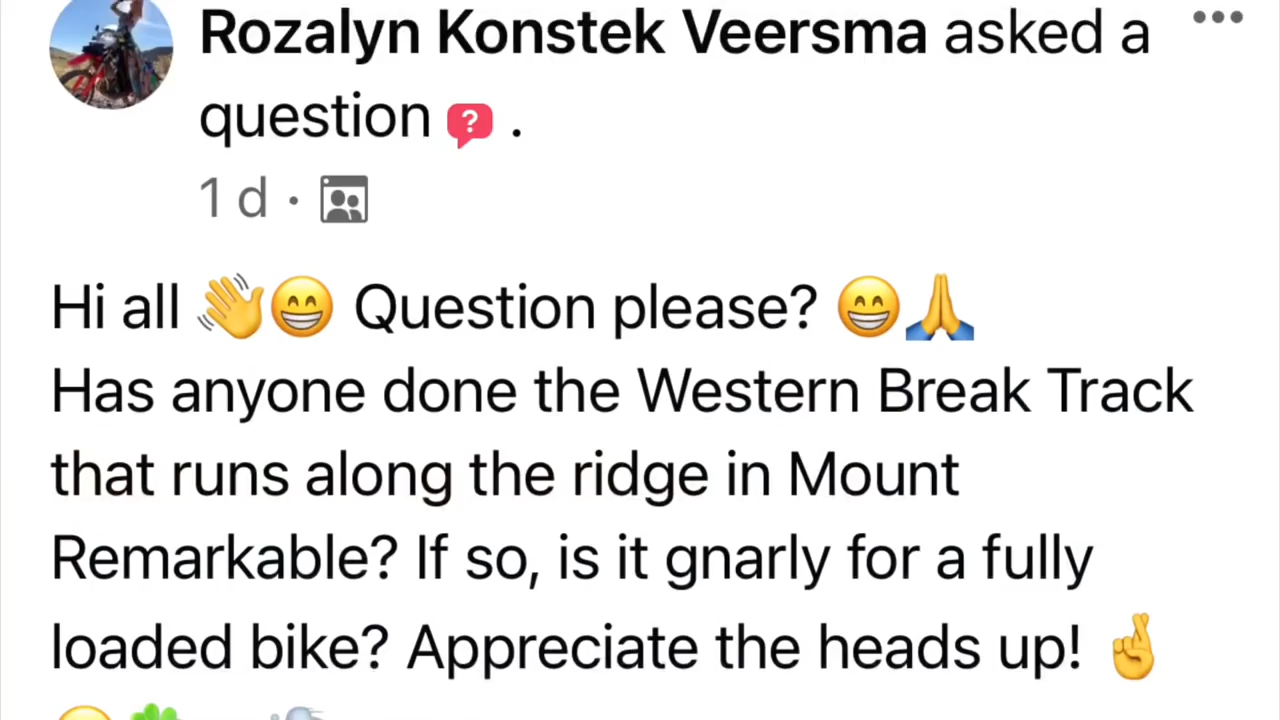 Rozalyn Konstek Veersma asked a
question ? .
1 d ·
Hi all 👋😁 Question please? 😁🙏
Has anyone done the Western Break Track
that runs along the ridge in Mount
Remarkable? If so, is it gnarly for a fully
loaded bike? Appreciate the heads up! 🤞